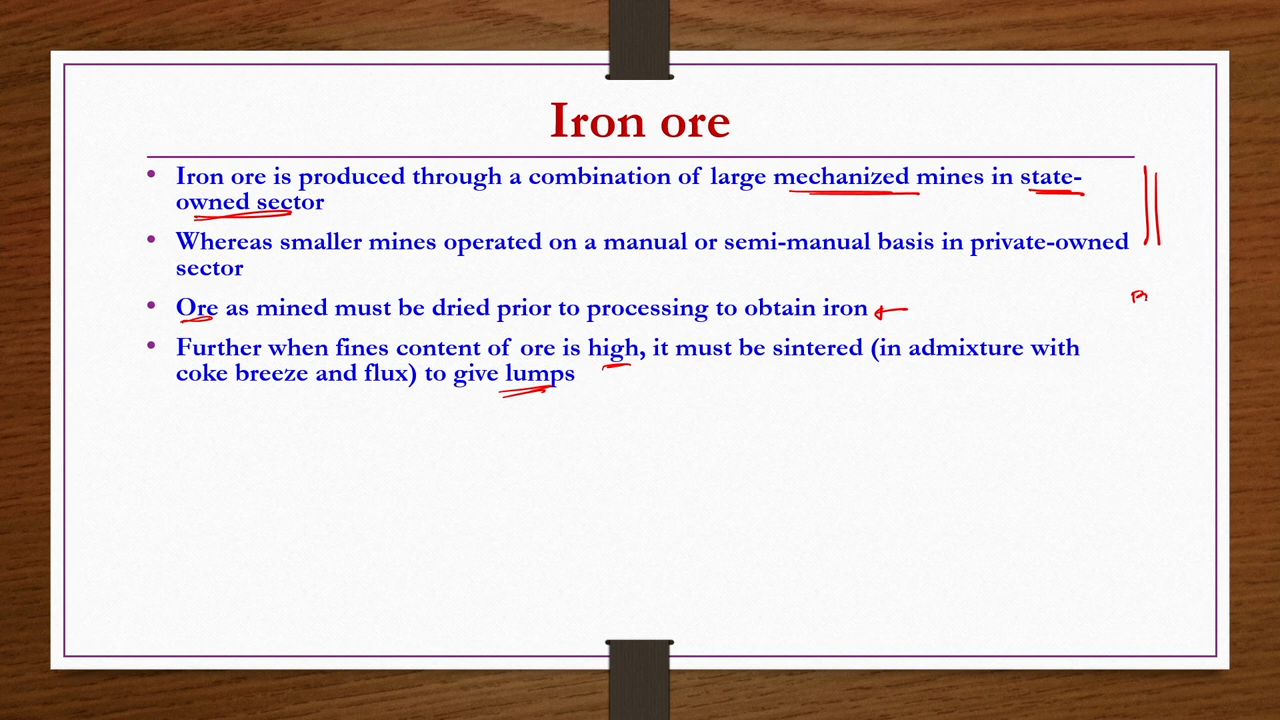 Iron ore
• Iron ore is produced through a combination of large mechanized mines in state-
owned sector
• Whereas smaller mines operated on a manual or semi-manual basis in private-owned
sector
• Ore as mined must be dried prior to processing to obtain iron
• Further when fines content of ore is high, it must be sintered (in admixture with
coke breeze and flux) to give lumps